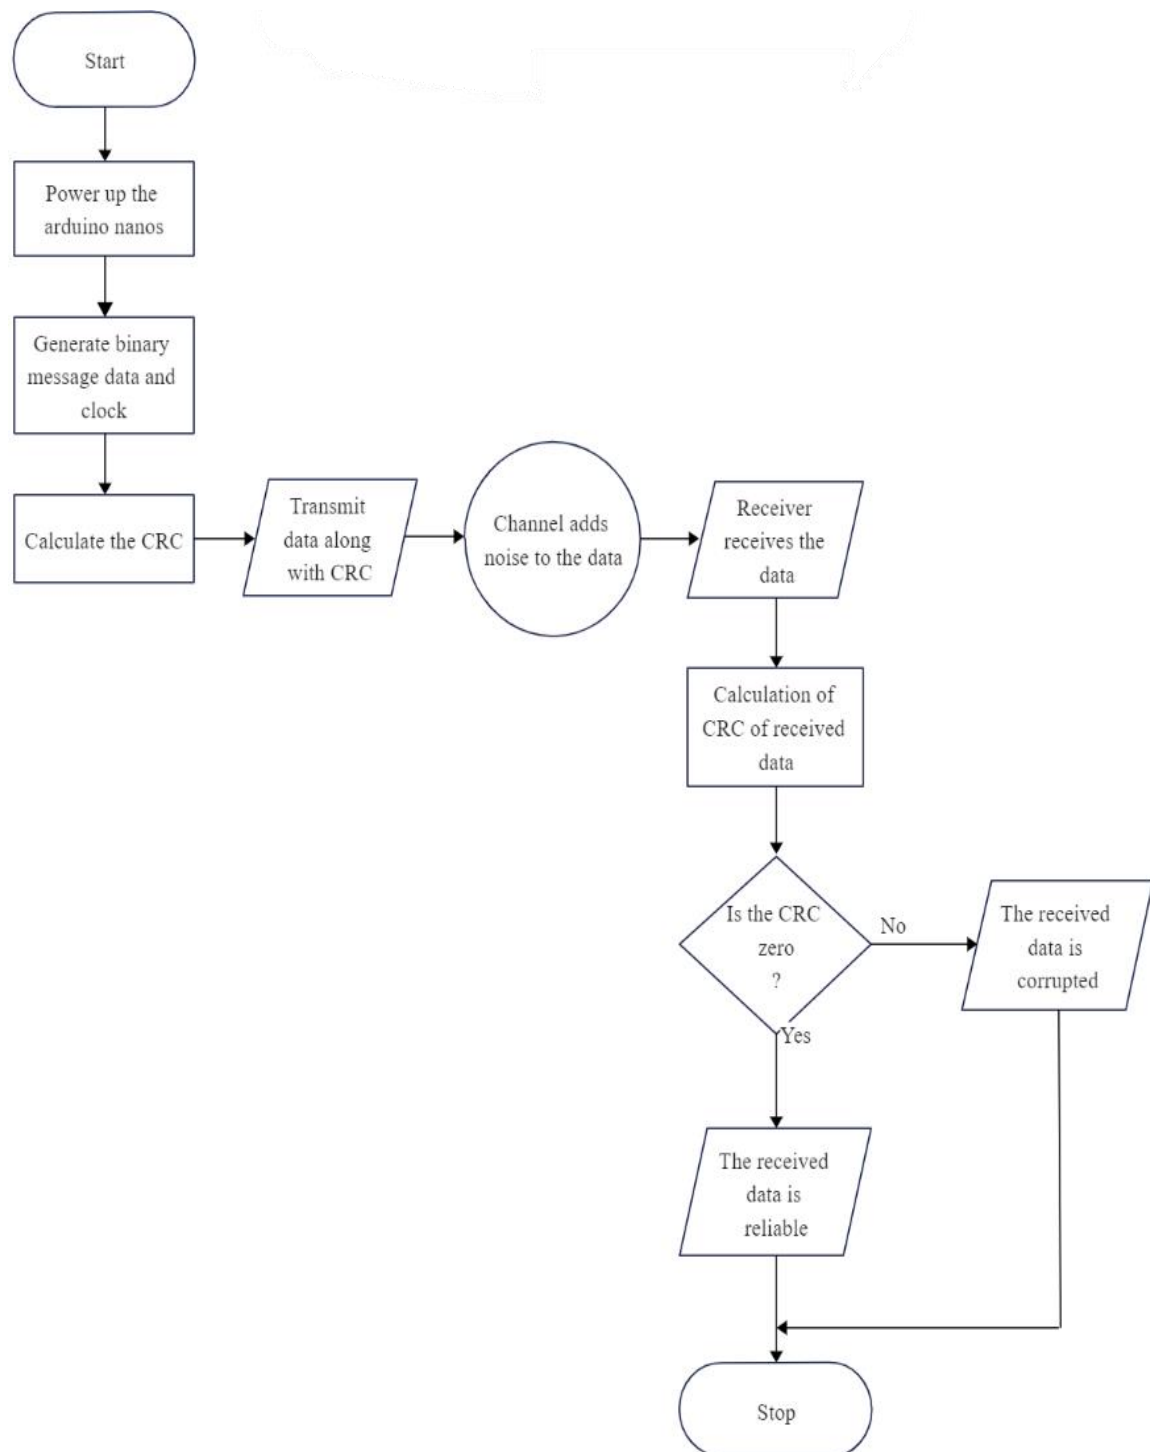 Start
Power up the
arduino nanos
Generate binary
message data and
clock
Calculate the CRC
Transmit
data along
with CRC
Channel adds
noise to the data
Receiver
receives the
data
Calculation of
CRC of received
data
Is the CRC
zero
?
No
The received
data is
corrupted
Yes
The received
data is
reliable
Stop